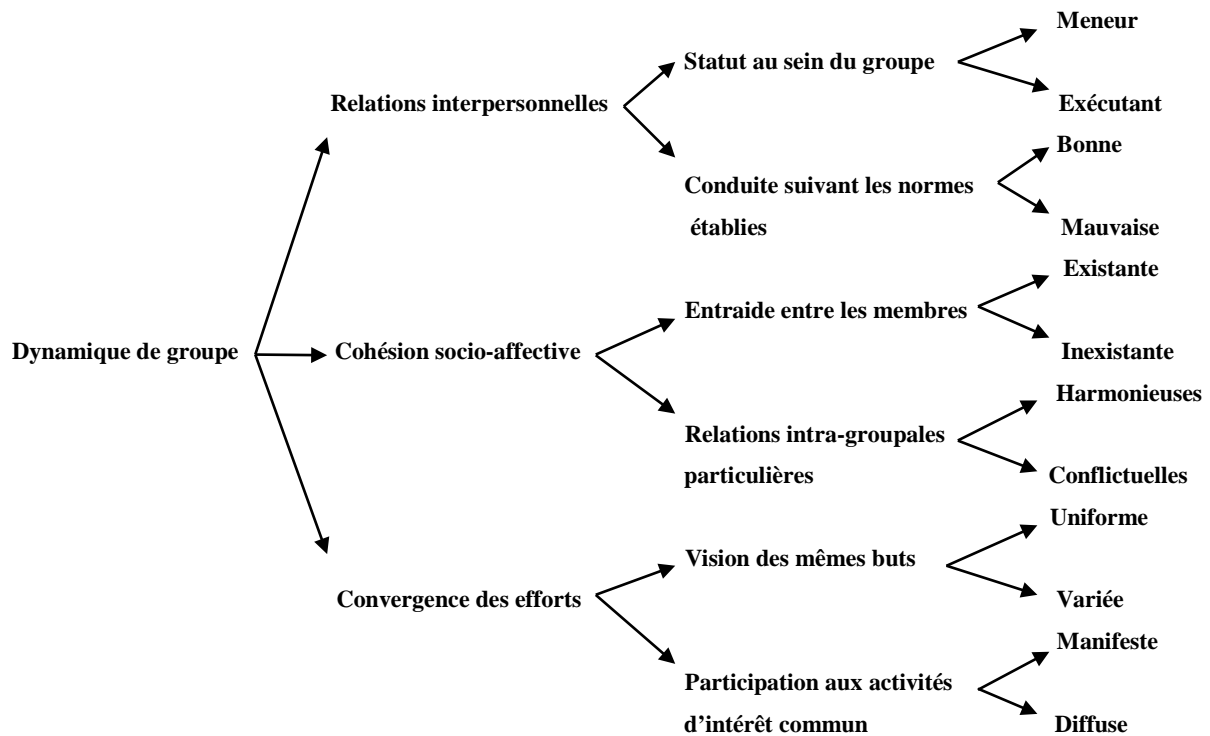 Meneur
Statut au sein du groupe
Relations interpersonnelles
Exécutant
Bonne
Conduite suivant les normes
établies
Mauvaise
Existante
Entraide entre les membres
Dynamique de groupe
Cohésion socio-affective
Inexistante
Harmonieuses
Relations intra-groupales
particulières
Conflictuelles
Uniforme
Vision des mêmes buts
Convergence des efforts
Variée
Manifeste
Participation aux activités
d’intérêt commun
Diffuse